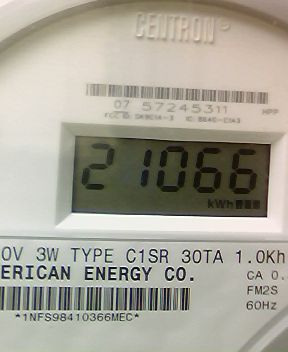 CENTRON®
07 57245311 HPP
21066
kWh
0V 3W TYPE C1SR 30TA 1.0Kh
ERICAN ENERGY CO. CA 0.
FM2S
60Hz
*1NFS98410366MEC*